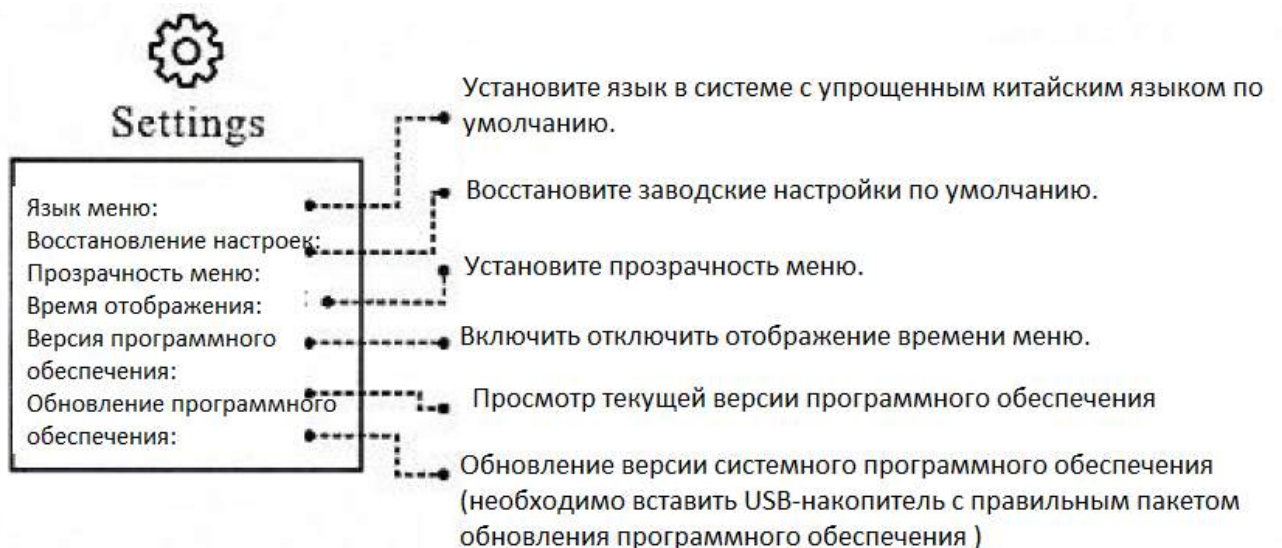 Settings
Язык меню:
Восстановление настроек:
Прозрачность меню:
Время отображения:
Версия программного
обеспечения:
Обновление программного
обеспечения:
Установите язык в системе с упрощенным китайским языком по
умолчанию.
Восстановите заводские настройки по умолчанию.
Установите прозрачность меню.
Включить отключить отображение времени меню.
Просмотр текущей версии программного обеспечения
Обновление версии системного программного обеспечения
(необходимо вставить USB-накопитель с правильным пакетом
обновления программного обеспечения )